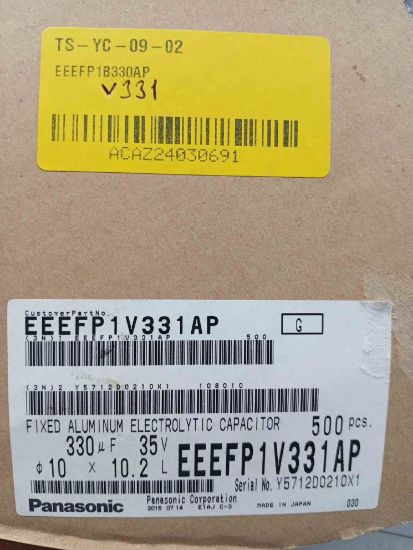 TS-YC-09-02
EEEFP1B330AP
V331
ACAZ24030691
CustomerPartNo.
EEEFP1V331AP
G
(3N)1 EEEFP1V331AP 500
(3N)2 Y5712D0210X1 108010
FIXED ALUMINUM ELECTROLYTIC CAPACITOR 500 pcs.
330μF 35V
φ10 × 10.2 L EEEFP1V331AP
Serial No. Y5712D0210X1
Panasonic Panasonic Corporation
2015 07 14 EIAJ C-3 MADE IN JAPAN 030